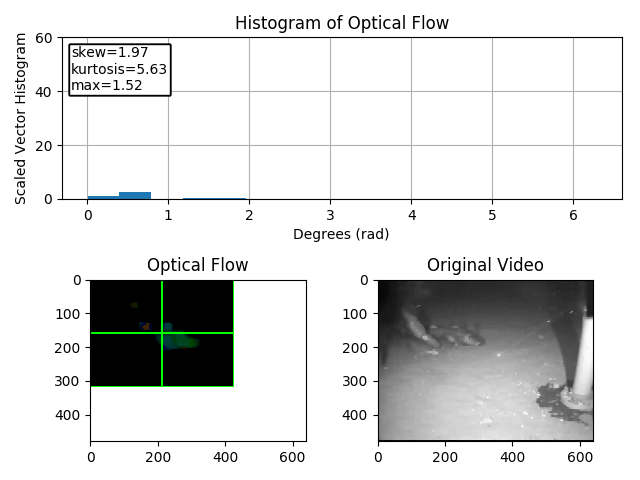 Histogram of Optical Flow
60
40
20
0
Scaled Vector Histogram
skew=1.97
kurtosis=5.63
max=1.52
0 1 2 3 4 5 6
Degrees (rad)
Optical Flow
0
100
200
300
400
0 200 400 600
Original Video
0
100
200
300
400
0 200 400 600